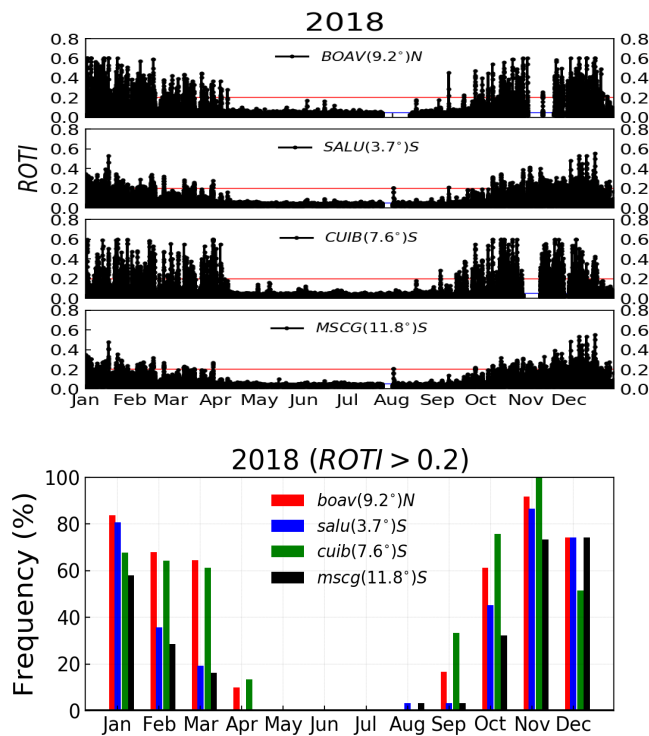 2018
0.8 0.8
BOAV(9.2°)N
0.6 0.6
0.4 0.4
0.2 0.2
0.0 0.0
0.8 0.8
SALU(3.7°)S
0.6 0.6
ROTI
0.4 0.4
0.2 0.2
0.0 0.0
0.8 0.8
CUIB(7.6°)S
0.6 0.6
0.4 0.4
0.2 0.2
0.0 0.0
0.8 0.8
MSCG(11.8°)S
0.6 0.6
0.4 0.4
0.2 0.2
0.0 0.0
Jan Feb Mar Apr May Jun Jul Aug Sep Oct Nov Dec
2018 (ROTI > 0.2)
Frequency (%)
100
boav(9.2°)N
80
salu(3.7°)S
cuib(7.6°)S
60
mscg(11.8°)S
40
20
0
Jan Feb Mar Apr May Jun Jul Aug Sep Oct Nov Dec